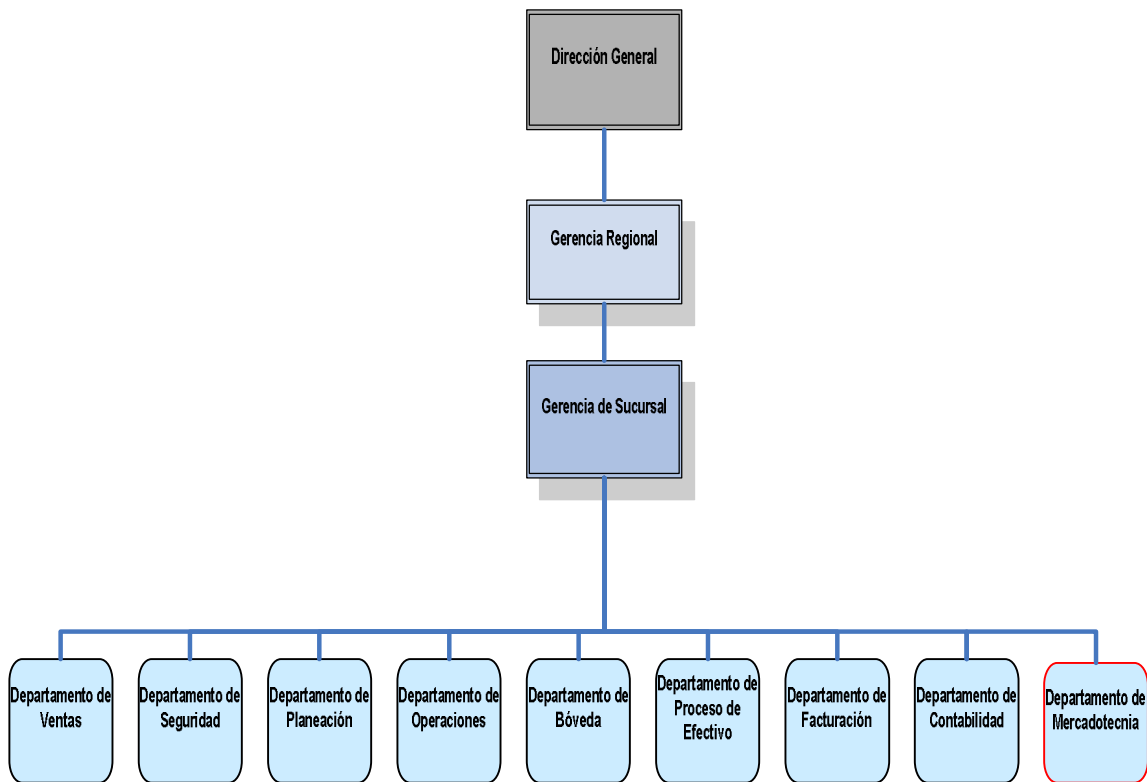 Dirección General
Gerencia Regional
Gerencia de Sucursal
Departamento de
Ventas
Departamento de
Seguridad
Departamento de
Planeación
Departamento de
Operaciones
Departamento de
Bóveda
Departamento de
Proceso de
Efectivo
Departamento de
Facturación
Departamento de
Contabilidad
Departamento de
Mercadotecnia